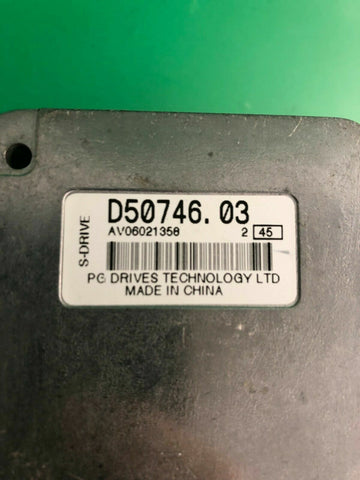 S-DRIVE
D50746.03
AV06021358 2 45
PG DRIVES TECHNOLOGY LTD
MADE IN CHINA